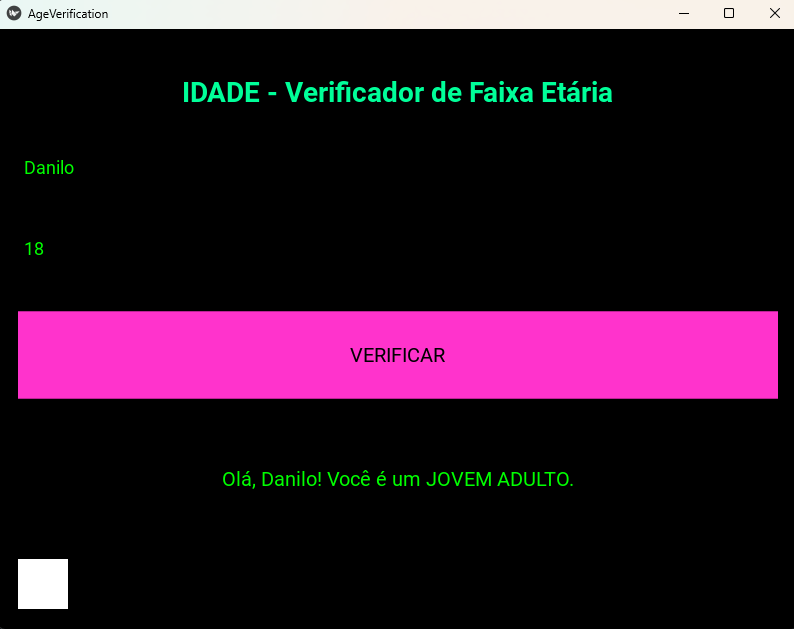 AgeVerification
IDADE - Verificador de Faixa Etária
Danilo
18
VERIFICAR
Olá, Danilo! Você é um JOVEM ADULTO.